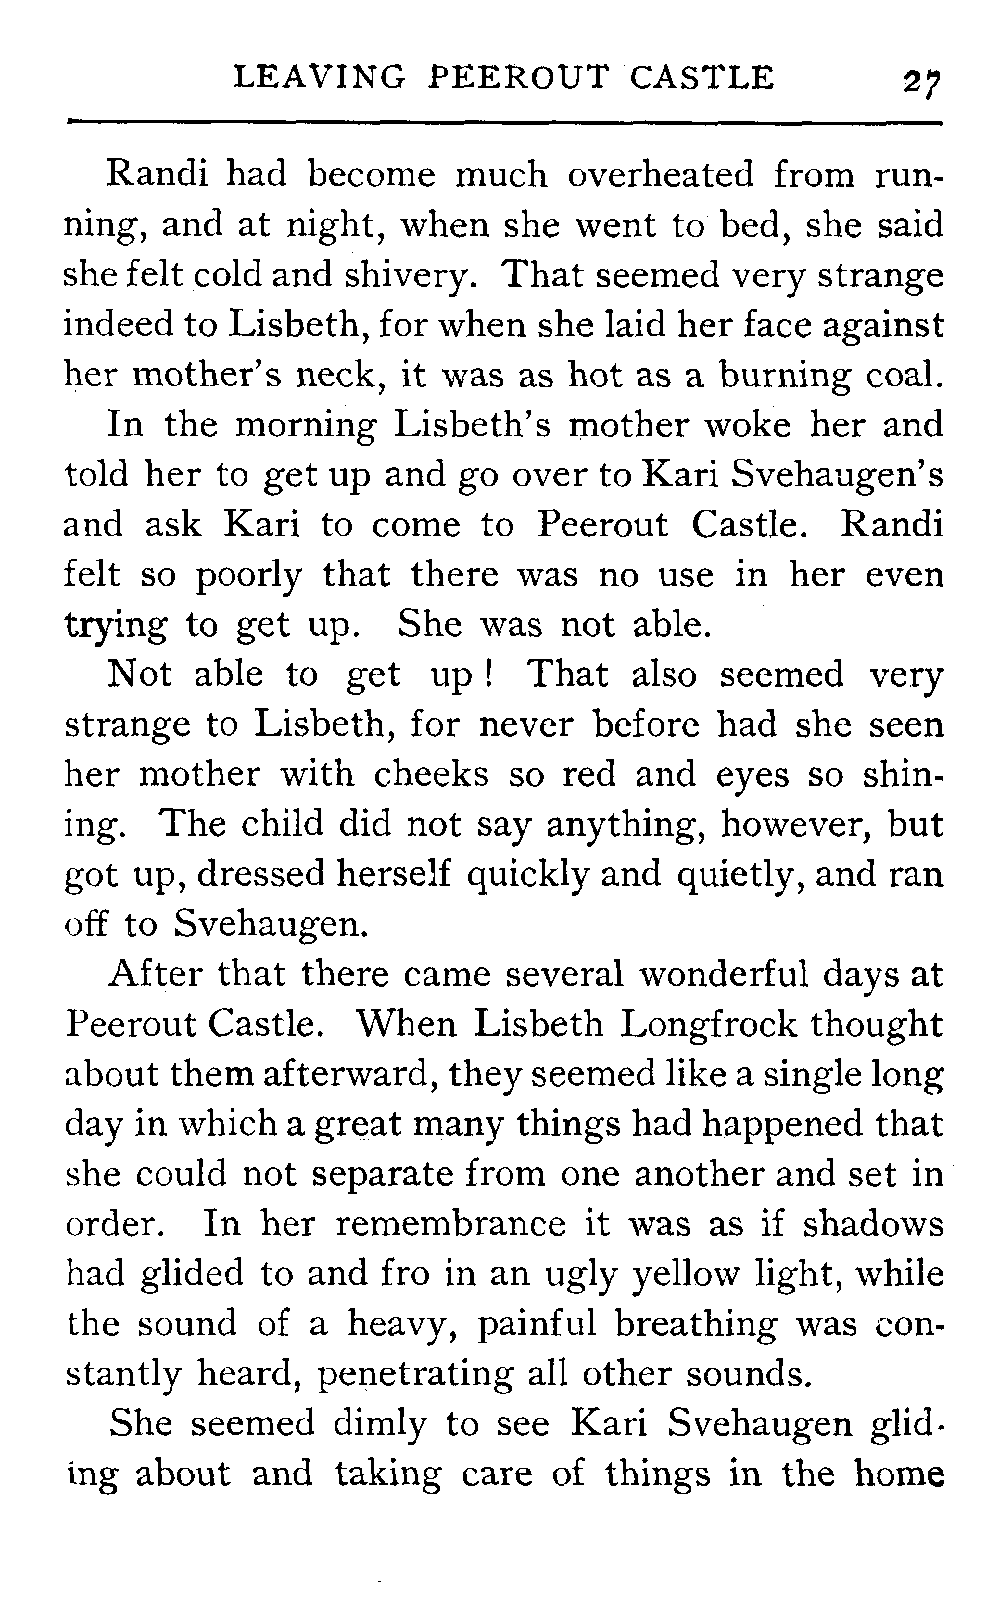 LEAVING PEEROUT CASTLE 27
Randi had become much overheated from run-
ning, and at night, when she went to bed, she said
she felt cold and shivery. That seemed very strange
indeed to Lisbeth, for when she laid her face against
her mother's neck, it was as hot as a burning coal.
In the morning Lisbeth's mother woke her and
told her to get up and go over to Kari Svehaugen's
and ask Kari to come to Peerout Castle. Randi
felt so poorly that there was no use in her even
trying to get up. She was not able.
Not able to get up! That also seemed very
strange to Lisbeth, for never before had she seen
her mother with cheeks so red and eyes so shin-
ing. The child did not say anything, however, but
got up, dressed herself quickly and quietly, and ran
off to Svehaugen.
After that there came several wonderful days at
Peerout Castle. When Lisbeth Longfrock thought
about them afterward, they seemed like a single long
day in which a great many things had happened that
she could not separate from one another and set in
order. In her remembrance it was as if shadows
had glided to and fro in an ugly yellow light, while
the sound of a heavy, painful breathing was con-
stantly heard, penetrating all other sounds.
She seemed dimly to see Kari Svehaugen glid-
ing about and taking care of things in the home